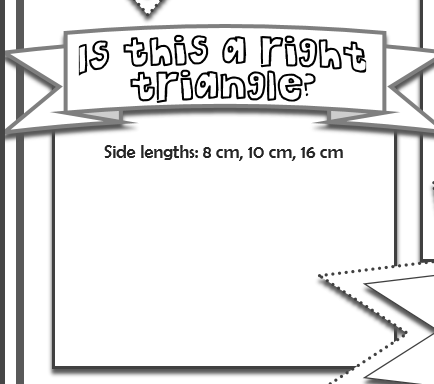 Is this a right
triangle?
Side lengths: 8 cm, 10 cm, 16 cm